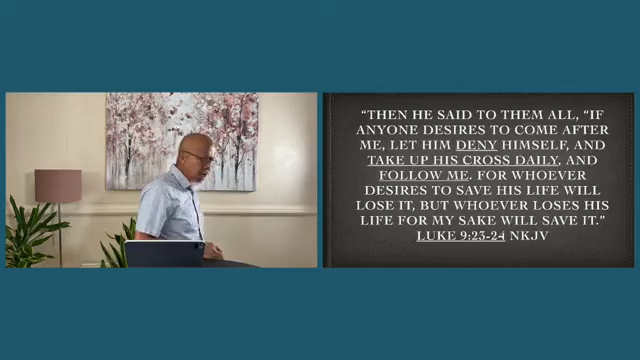 “THEN HE SAID TO THEM ALL, “IF
ANYONE DESIRES TO COME AFTER
ME, LET HIM DENY HIMSELF, AND
TAKE UP HIS CROSS DAILY, AND
FOLLOW ME. FOR WHOEVER
DESIRES TO SAVE HIS LIFE WILL
LOSE IT, BUT WHOEVER LOSES HIS
LIFE FOR MY SAKE WILL SAVE IT.”
LUKE 9:23-24 NKJV